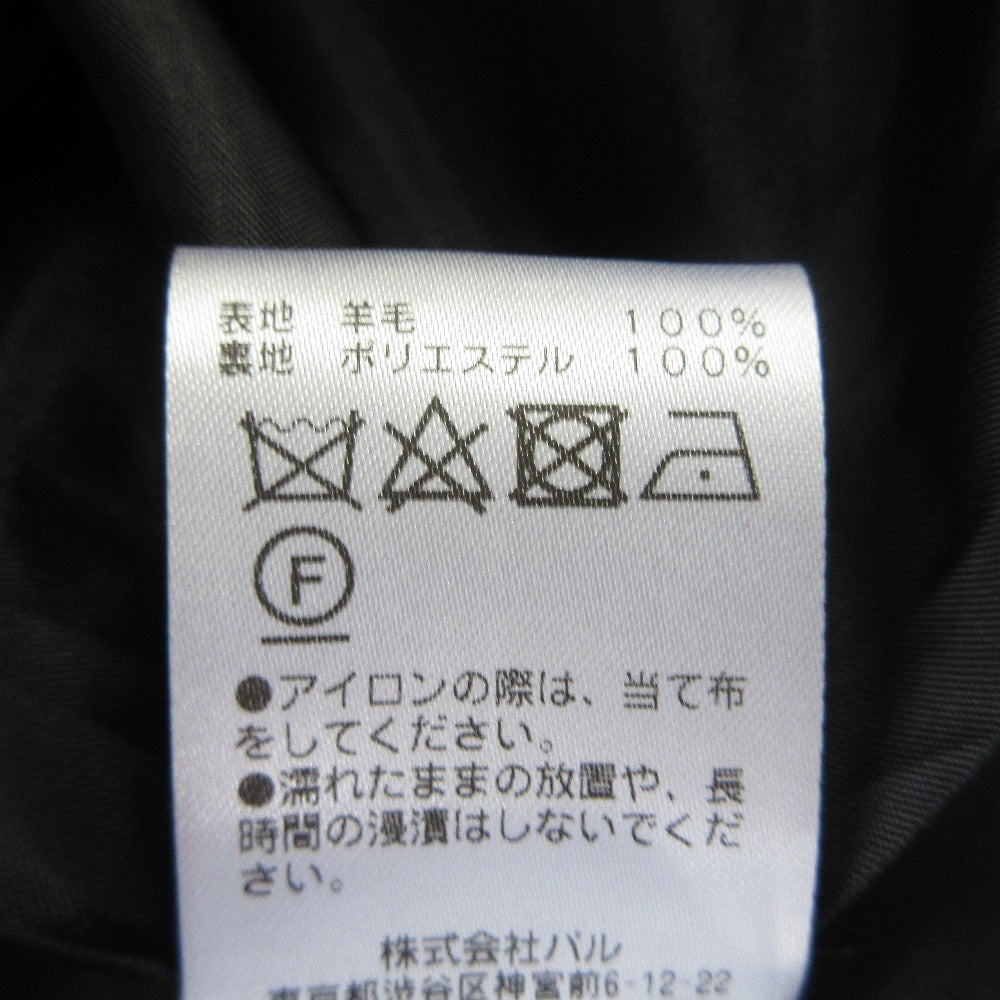 表地 羊毛 100%
裏地 ポリエステル 100%
F
●アイロンの際は、当て布
をしてください。
●濡れたままの放置や、長
時間の浸漬はしないでくだ
さい。
株式会社パル
東京都渋谷区神宮前6-12-22